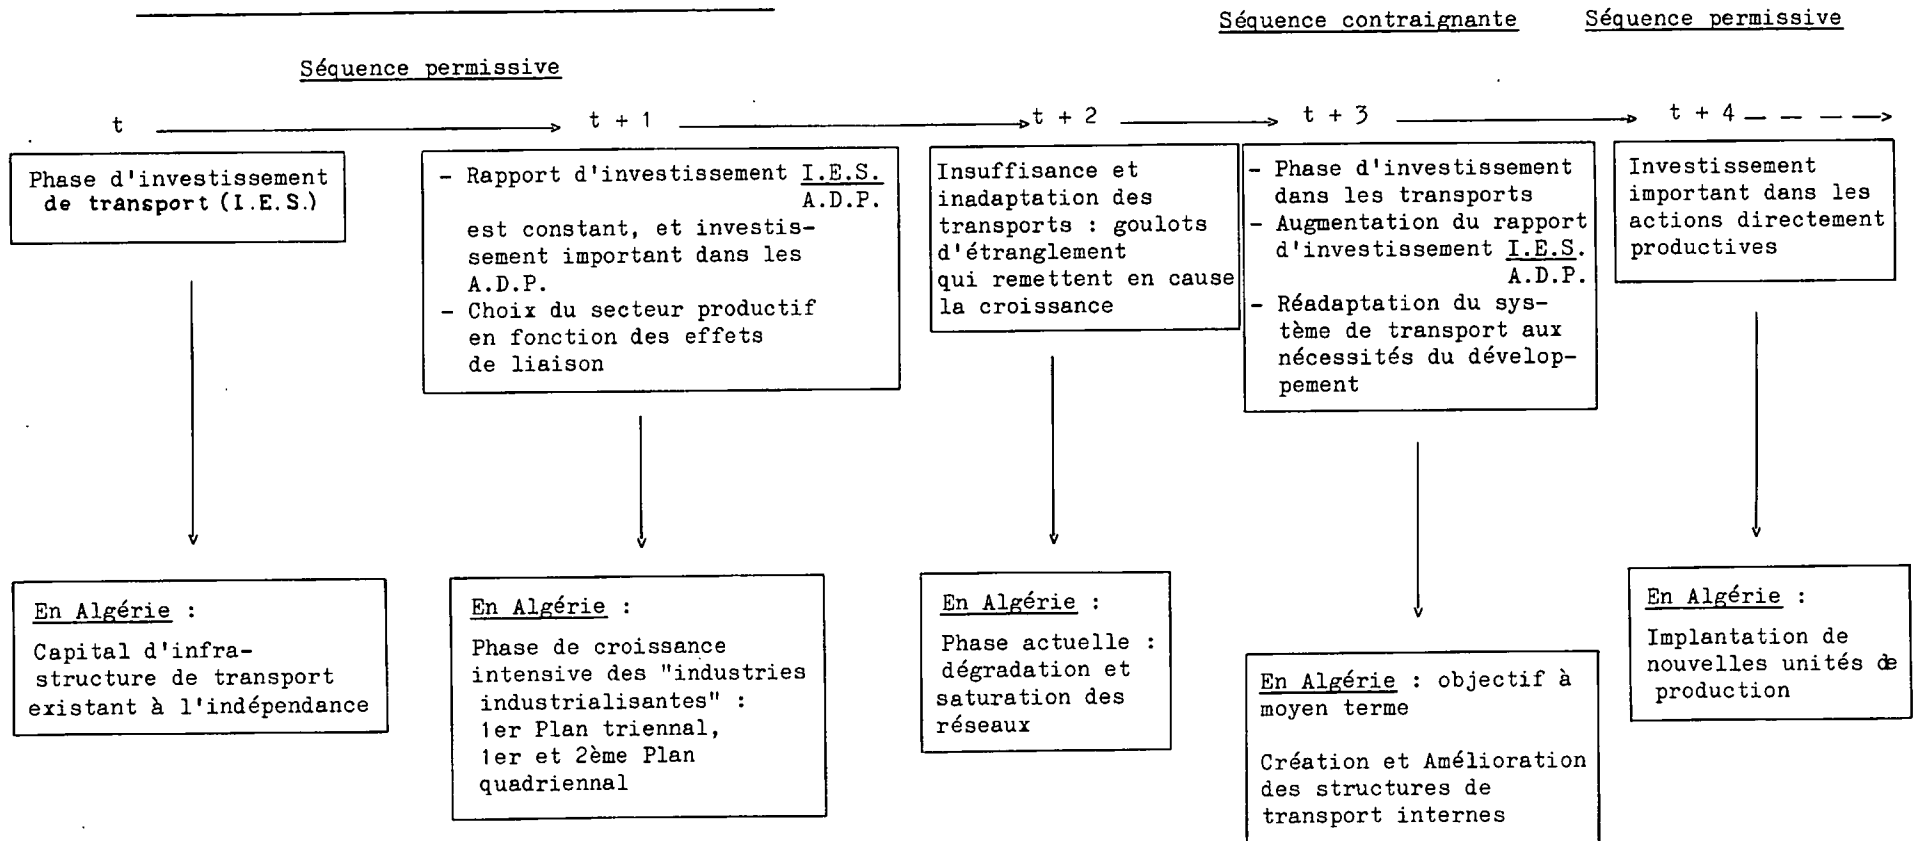 Séquence contraignante Séquence permissive
Séquence permissive
t t + 1 t + 2 t + 3 t + 4
Phase d'investissement
de transport (I.E.S.)
- Rapport d'investissement I.E.S.
A.D.P.
est constant, et investis-
sement important dans les
A.D.P.
- Choix du secteur productif
en fonction des effets
de liaison
Insuffisance et
inadaptation des
transports : goulots
d'étranglement
qui remettent en cause
la croissance
- Phase d'investissement
dans les transports
- Augmentation du rapport
d'investissement I.E.S.
A.D.P.
- Réadaptation du sys-
tème de transport aux
nécessités du dévelop-
pement
Investissement
important dans les
actions directement
productives
En Algérie :
Capital d'infra-
structure de transport
existant à l'indépendance
En Algérie :
Phase de croissance
intensive des "industries
industrialisantes" :
1er Plan triennal,
1er et 2ème Plan
quadriennal
En Algérie :
Phase actuelle :
dégradation et
saturation des
réseaux
En Algérie : objectif à
moyen terme
Création et Amélioration
des structures de
transport internes
En Algérie :
Implantation de
nouvelles unités de
production